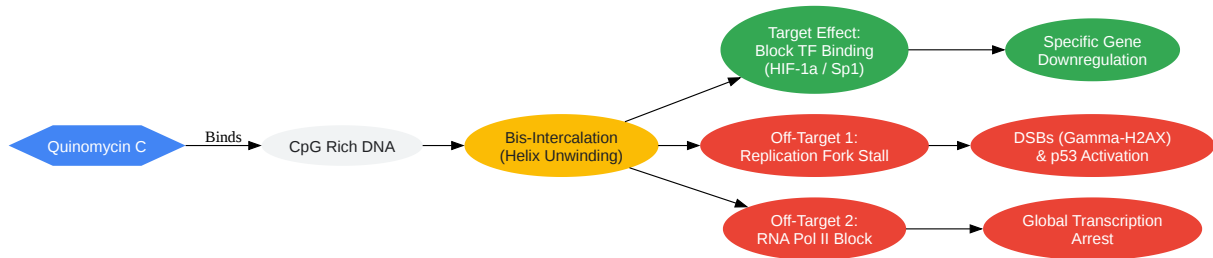 Quinomycin C
Binds
CpG Rich DNA
Bis-Intercalation
(Helix Unwinding)
Target Effect:
Block TF Binding
(HIF-1a / Sp1)
Specific Gene
Downregulation
Off-Target 1:
Replication Fork Stall
DSBs (Gamma-H2AX)
& p53 Activation
Off-Target 2:
RNA Pol II Block
Global Transcription
Arrest